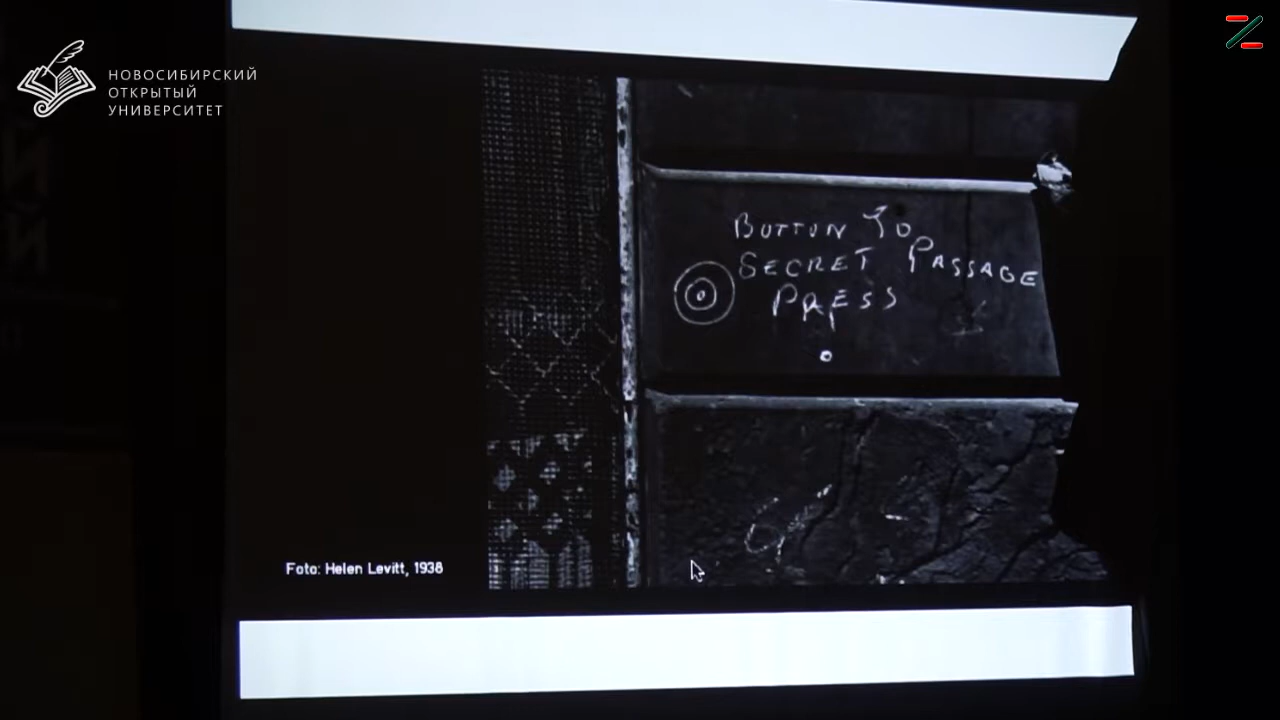 НОВОСИБИРСКИЙ
ОТКРЫТЫЙ
УНИВЕРСИТЕТ
BUTTON TO
SECRET PASSAGE
PRESS
Foto: Helen Levitt, 1938